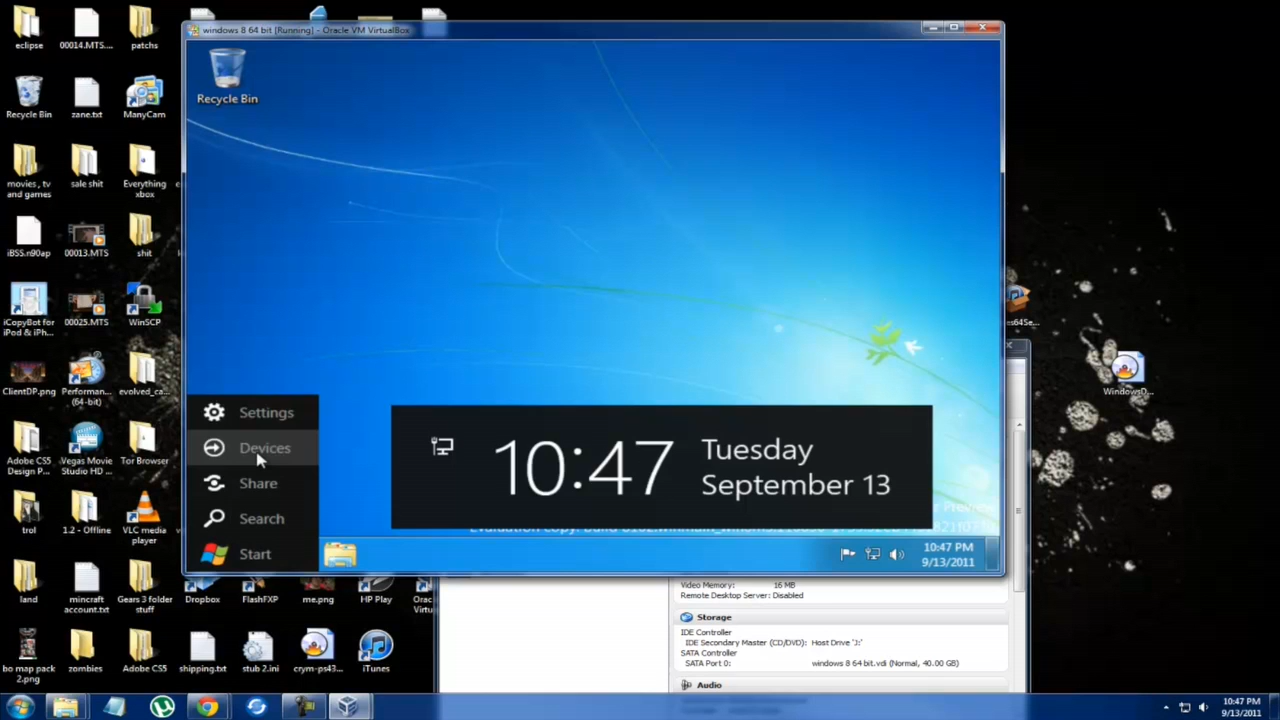 windows 8 64 bit [Running] - Oracle VM VirtualBox
eclipse
00014.MTS...
patchs
Recycle Bin
zane.txt
ManyCam
Recycle Bin
movies , tv
and games
sale shit
Everything
xbox
iBSS.n90ap
00013.MTS
shit
iCopyBot for
iPod & iPh...
00025.MTS
WinSCP
es64Se...
ClientDP.png
Performan...
(64-bit)
evolved_ca...
WindowsD...
Settings
Devices
Share
Search
Start
10:47
Tuesday
September 13
Adobe CS5
Design P...
Vegas Movie
Studio HD ...
Tor Browser
trol
1.2 - Offline
VLC media
player
10:47 PM
9/13/2011
land
mincraft
account.txt
Gears 3 folder
stuff
Dropbox
FlashFXP
me.png
HP Play
Orac
Virtu
Video Memory: 16 MB
Remote Desktop Server: Disabled
Storage
IDE Controller
IDE Secondary Master (CD/DVD): Host Drive 'J:'
SATA Controller
SATA Port 0: windows 8 64 bit.vdi (Normal, 40.00 GB)
Audio
bo map pack
2.png
zombies
Adobe CS5
shipping.txt
stub 2.ini
crym-ps43...
iTunes
10:47 PM
9/13/2011